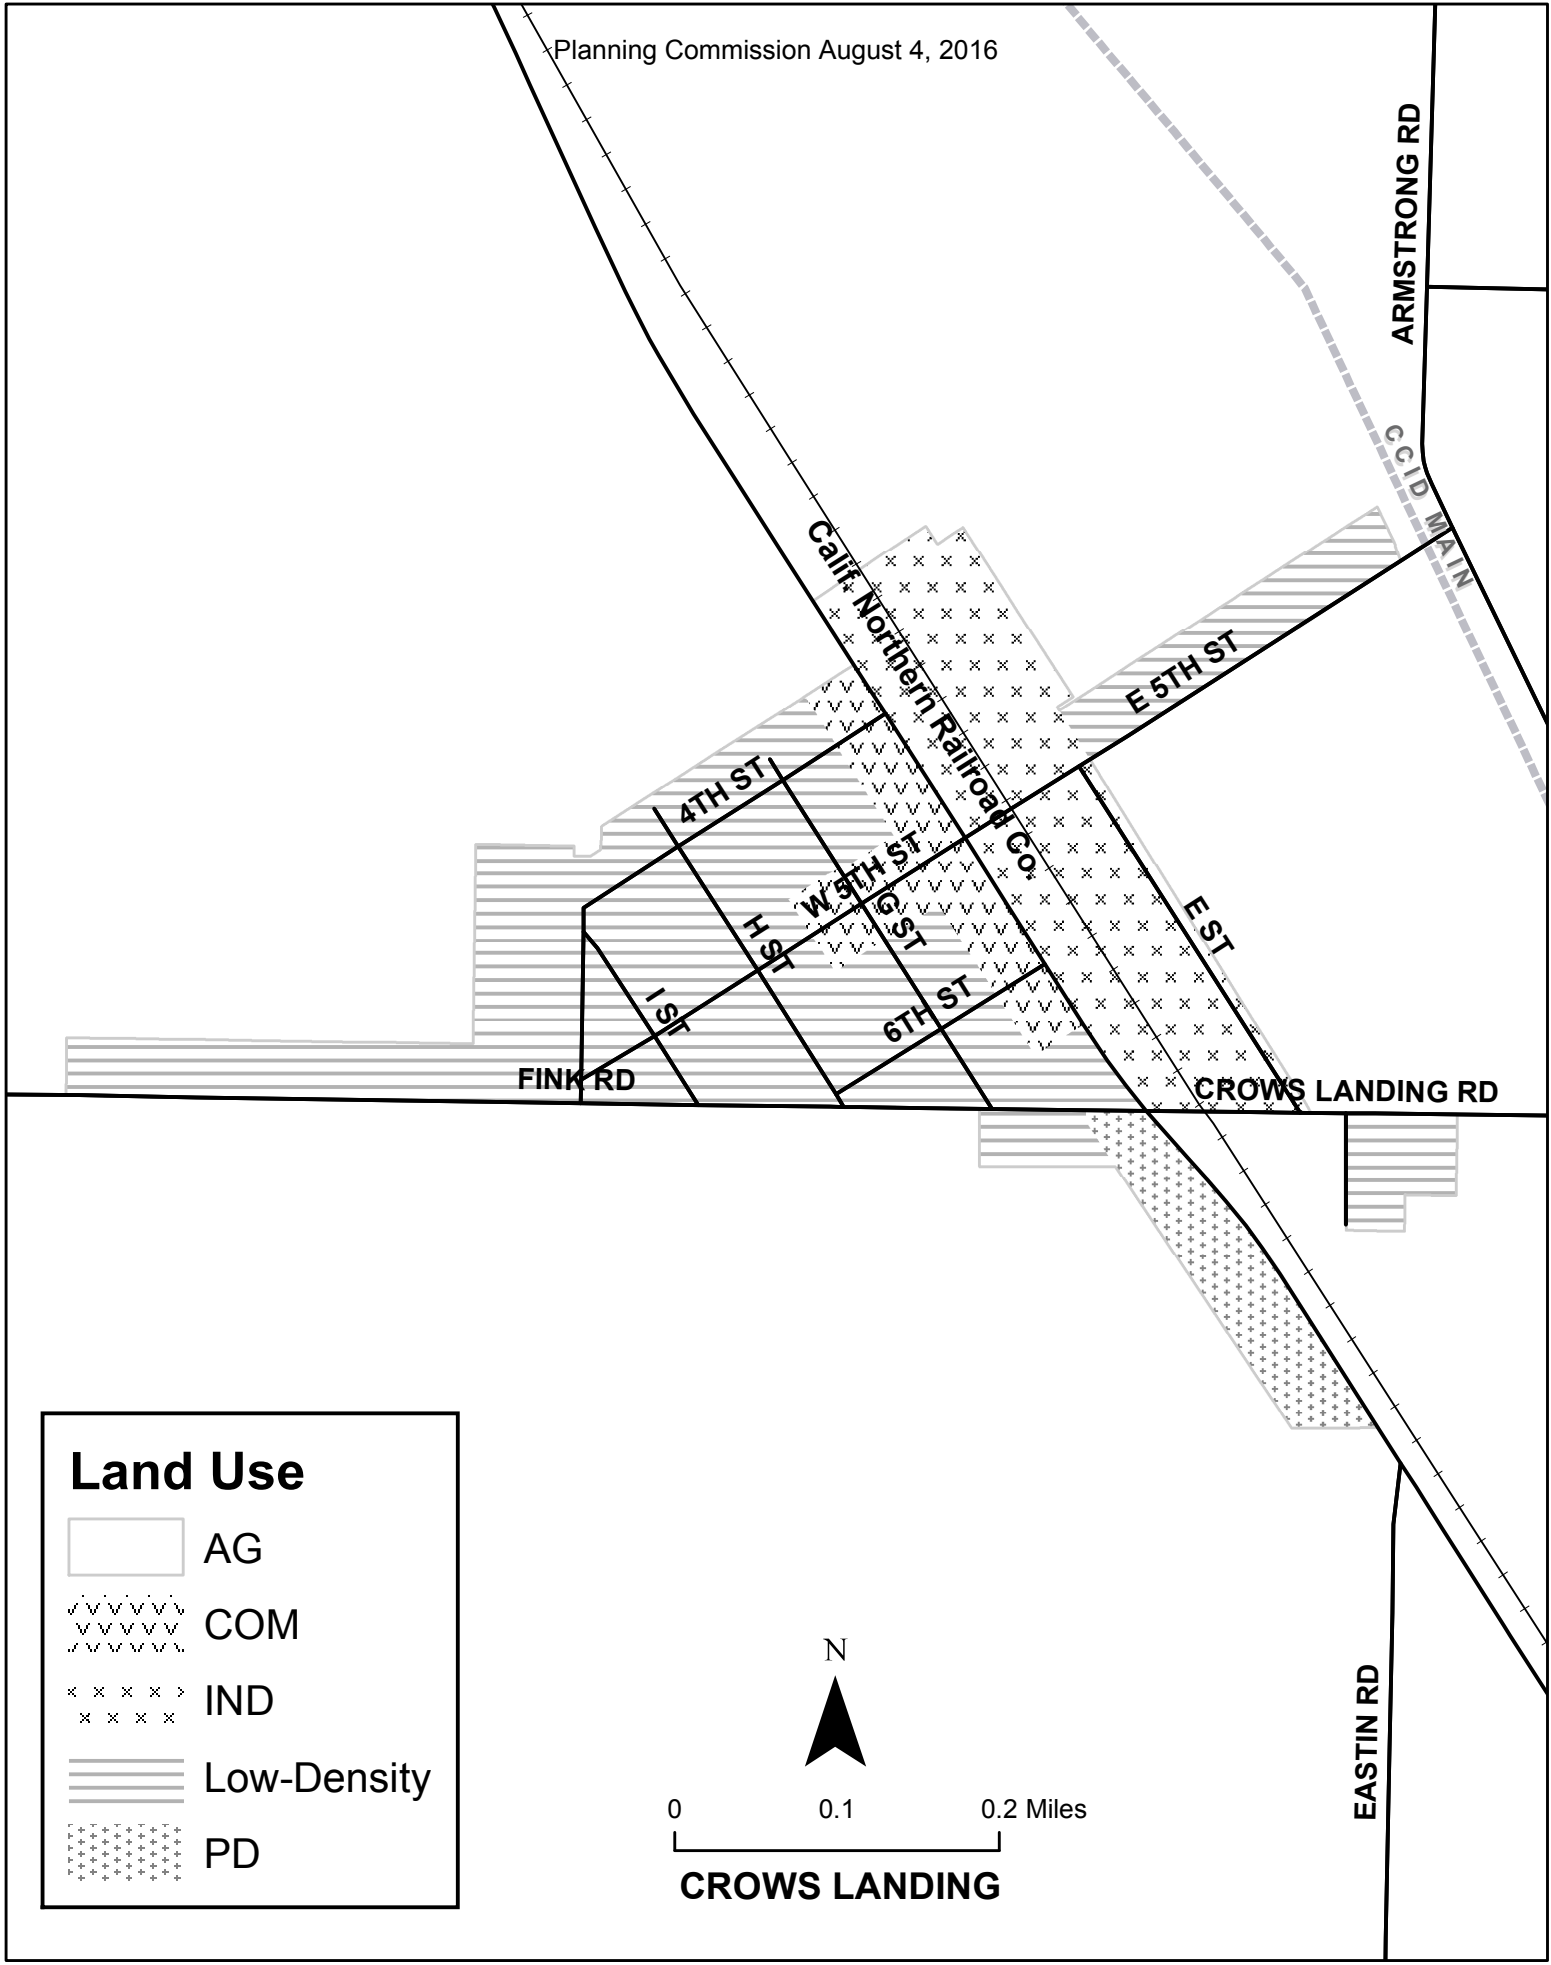 Planning Commission August 4, 2016
ARMSTRONG RD
CCID MAIN
Calif. Northern Railroad Co.
E 5TH ST
4TH ST
W 5TH ST
G ST
E ST
H ST
I ST
6TH ST
FINK RD
CROWS LANDING RD
Land Use
AG
COM
IND
Low-Density
PD
N
0 0.1 0.2 Miles
CROWS LANDING
EASTIN RD